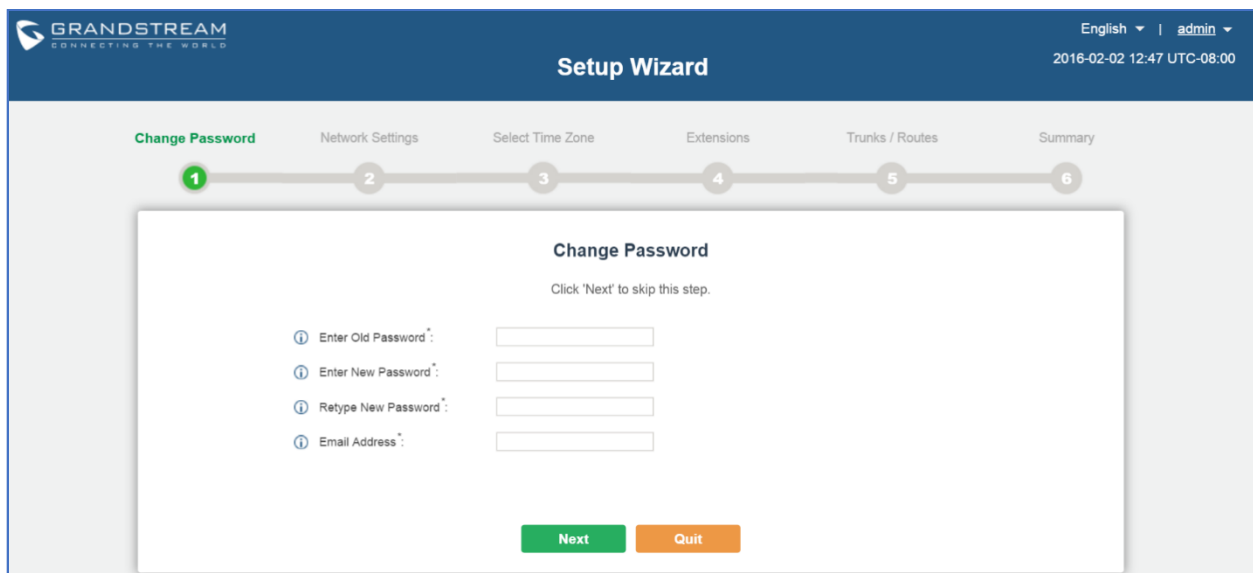 GRANDSTREAM
CONNECTING THE WORLD
English | admin
2016-02-02 12:47 UTC-08:00
Setup Wizard
Change Password Network Settings Select Time Zone Extensions Trunks / Routes Summary
1 2 3 4 5 6
Change Password
Click 'Next' to skip this step.
Enter Old Password*:
Enter New Password*:
Retype New Password*:
Email Address*:
Next Quit